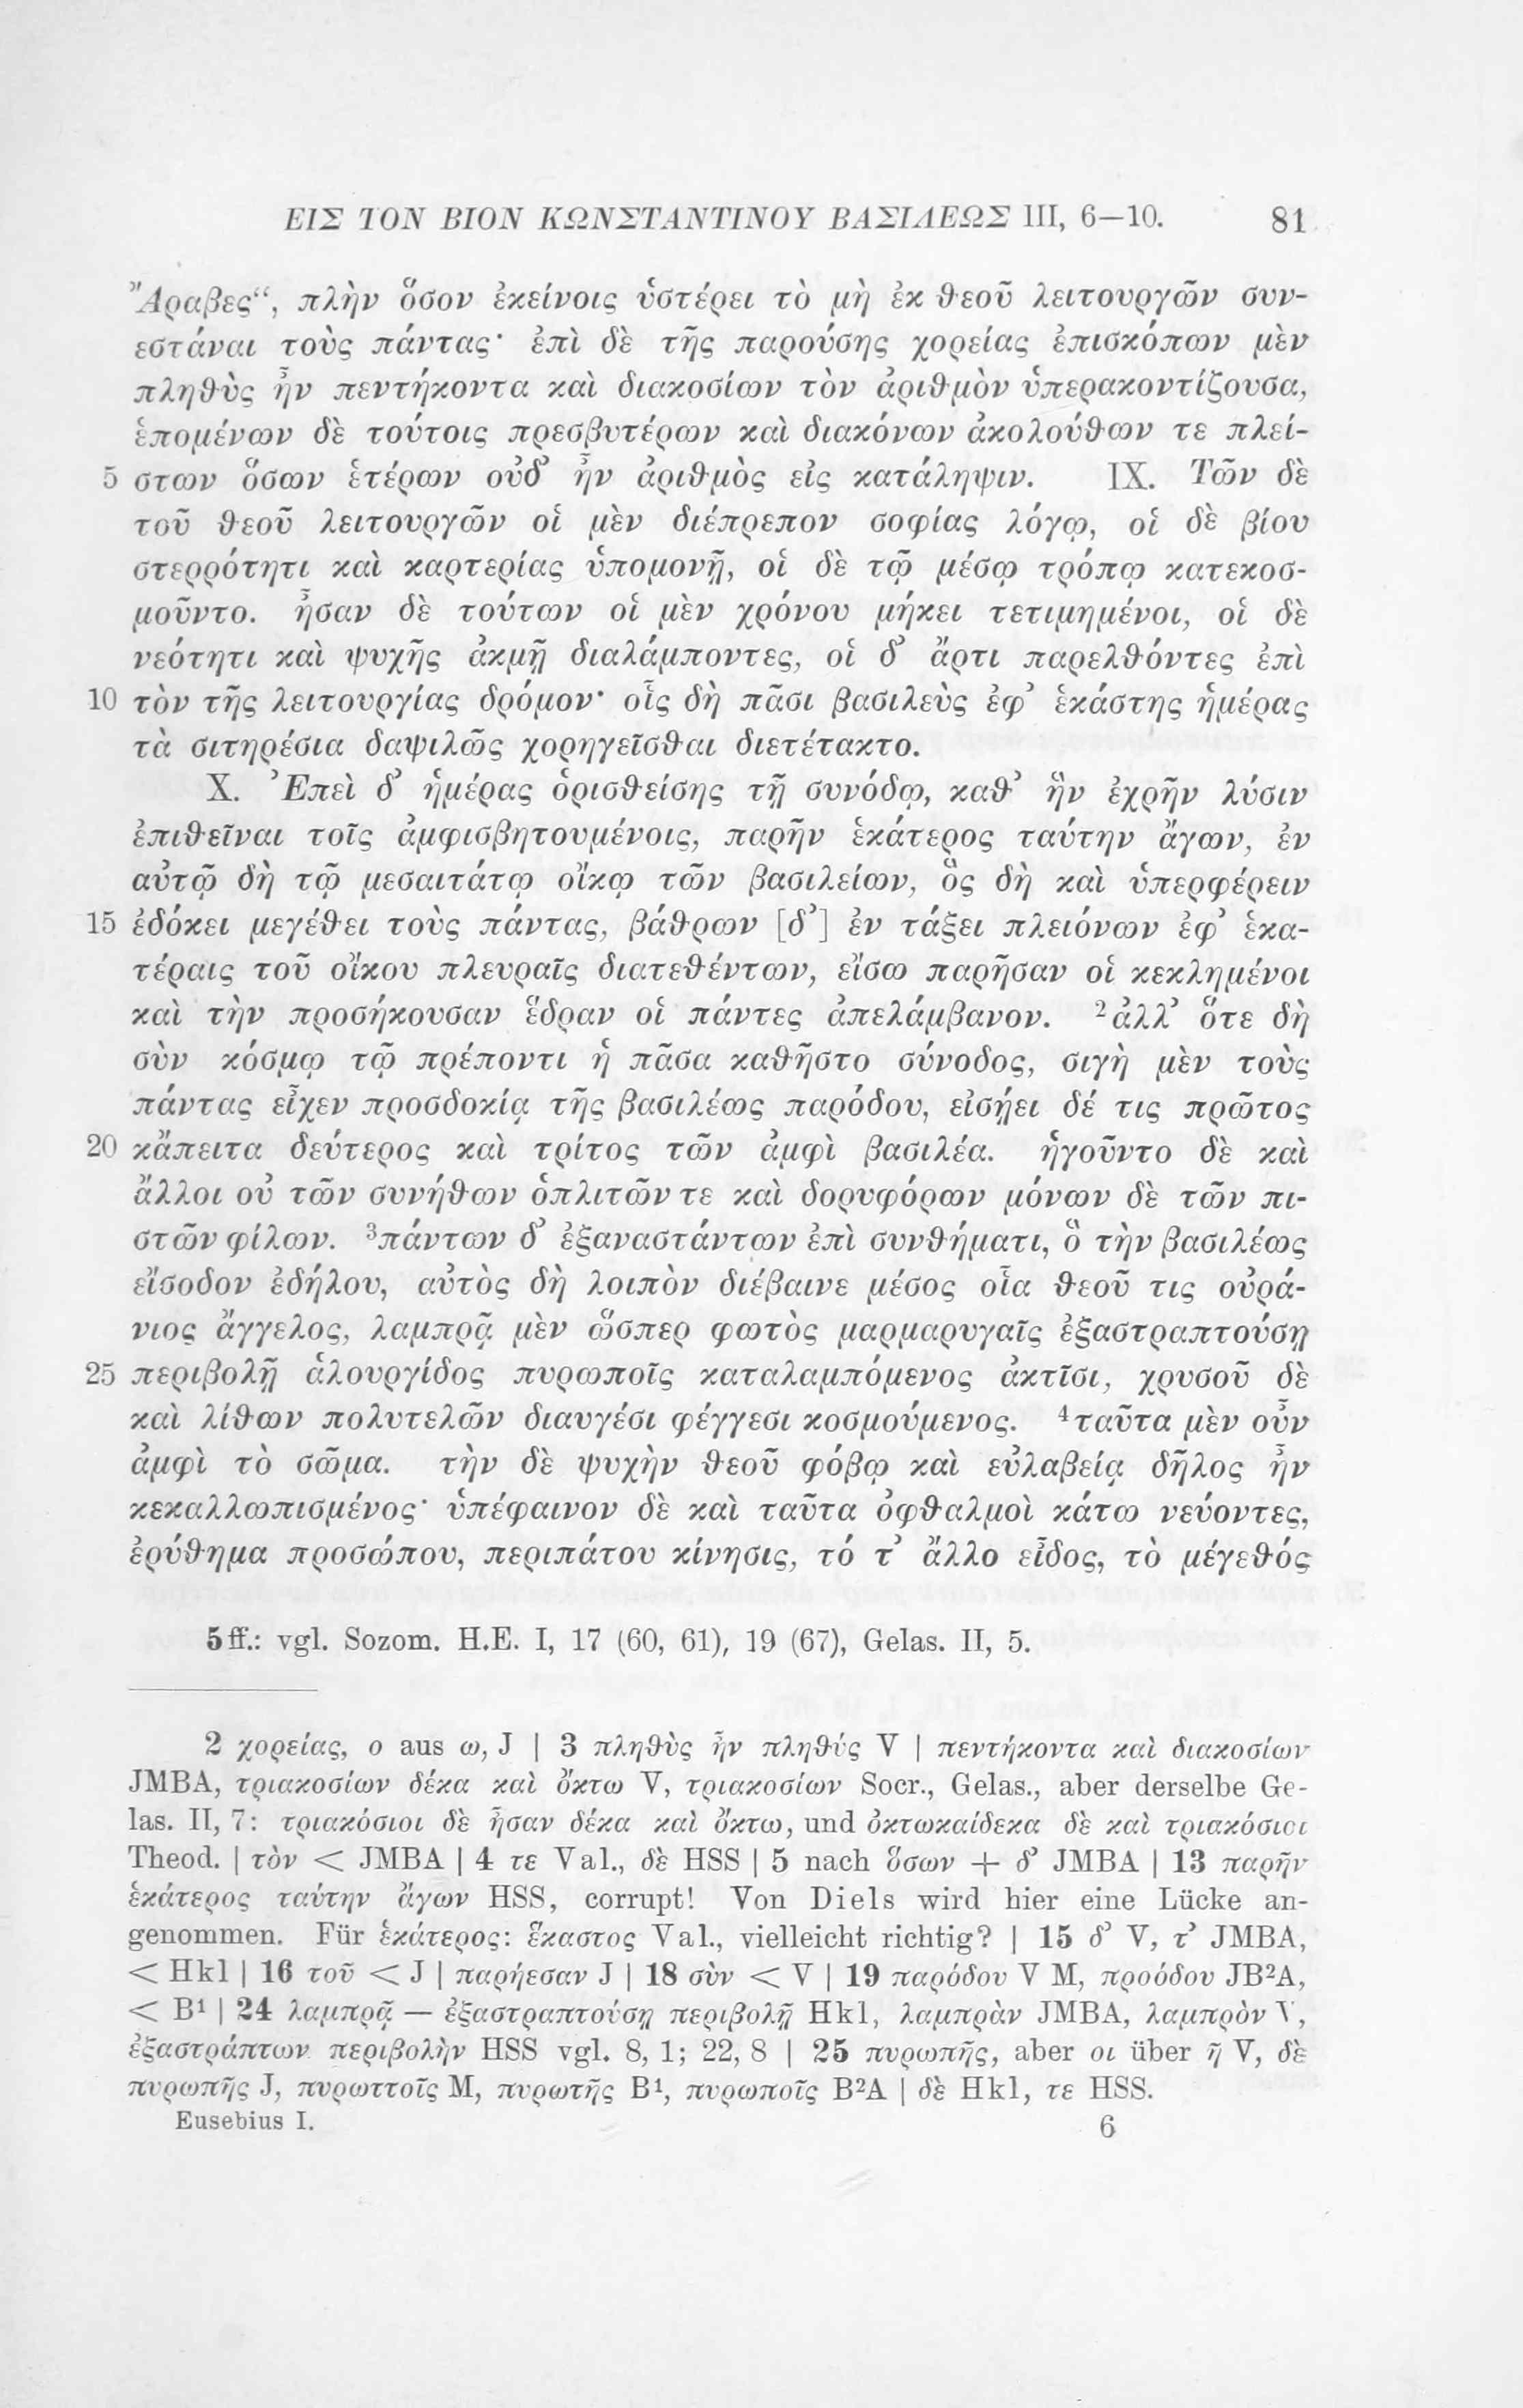 ΕΙΣ ΤΟΝ ΒΙΟΝ ΚΩΝΣΤΑΝΤΙΝΟΥ ΒΑΣΙΛΕΩΣ III, 6—10. 81
Ἄραβες“, πλὴν ὅσον ἐκείνοις ὑστέρει τὸ μὴ ἐκ θεοῦ λειτουργῶν συν-
εστάναι τοὺς πάντας· ἐπὶ δὲ τῆς παρούσης χορείας ἐπισκόπων μὲν
πληθὺς ἦν πεντήκοντα καὶ διακοσίων τὸν ἀριθμὸν ὑπερακοντίζουσα,
ἑπομένων δὲ τούτοις πρεσβυτέρων καὶ διακόνων ἀκολούθων τε πλεί-
5 στων ὅσων ἑτέρων οὐδ’ ἦν ἀριθμὸς εἰς κατάληψιν. IX. Τῶν δὲ
τοῦ θεοῦ λειτουργῶν οἱ μὲν διέπρεπον σοφίας λόγῳ, οἱ δὲ βίου
στερρότητι καὶ καρτερίας ὑπομονῇ, οἱ δὲ τῷ μέσῳ τρόπῳ κατεκοσ-
μοῦντο. ἦσαν δὲ τούτων οἱ μὲν χρόνου μήκει τετιμημένοι, οἱ δὲ
νεότητι καὶ ψυχῆς ἀκμῇ διαλάμποντες, οἱ δ’ ἄρτι παρελθόντες ἐπὶ
10 τὸν τῆς λειτουργίας δρόμον· οἷς δὴ πᾶσι βασιλεὺς ἐφ’ ἑκάστης ἡμέρας
τὰ σιτηρέσια δαψιλῶς χορηγεῖσθαι διετέτακτο.
X. Ἐπεὶ δ’ ἡμέρας ὁρισθείσης τῇ συνόδῳ, καθ’ ἣν ἐχρῆν λύσιν
ἐπιθεῖναι τοῖς ἀμφισβητουμένοις, παρῆν ἑκάτερος ταύτην ἄγων, ἐν
αὐτῷ δὴ τῷ μεσαιτάτῳ οἴκῳ τῶν βασιλείων, ὃς δὴ καὶ ὑπερφέρειν
15 ἐδόκει μεγέθει τοὺς πάντας, βάθρων [δ’] ἐν τάξει πλειόνων ἐφ’ ἑκα-
τέραις τοῦ οἴκου πλευραῖς διατεθέντων, εἴσω παρῆσαν οἱ κεκλημένοι
καὶ τὴν προσήκουσαν ἕδραν οἱ πάντες ἀπελάμβανον. ²ἀλλ’ ὅτε δὴ
σὺν κόσμῳ τῷ πρέποντι ἡ πᾶσα καθῆστο σύνοδος, σιγὴ μὲν τοὺς
πάντας εἶχεν προσδοκίᾳ τῆς βασιλέως παρόδου, εἰσῄει δέ τις πρῶτος
20 κἄπειτα δεύτερος καὶ τρίτος τῶν ἀμφὶ βασιλέα. ἡγοῦντο δὲ καὶ
ἄλλοι οὐ τῶν συνήθων ὁπλιτῶν τε καὶ δορυφόρων μόνων δὲ τῶν πι-
στῶν φίλων. ³πάντων δ’ ἐξαναστάντων ἐπὶ συνθήματι, ὃ τὴν βασιλέως
εἴσοδον ἐδήλου, αὐτὸς δὴ λοιπὸν διέβαινε μέσος οἷα θεοῦ τις οὐρά-
νιος ἄγγελος, λαμπρᾷ μὲν ὥσπερ φωτὸς μαρμαρυγαῖς ἐξαστραπτούσῃ
25 περιβολῇ ἁλουργίδος πυρωποῖς καταλαμπόμενος ἀκτῖσι, χρυσοῦ δὲ
καὶ λίθων πολυτελῶν διαυγέσι φέγγεσι κοσμούμενος. ⁴ταῦτα μὲν οὖν
ἀμφὶ τὸ σῶμα. τὴν δὲ ψυχὴν θεοῦ φόβῳ καὶ εὐλαβείᾳ δῆλος ἦν
κεκαλλωπισμένος· ὑπέφαινον δὲ καὶ ταῦτα ὀφθαλμοὶ κάτω νεύοντες,
ἐρύθημα προσώπου, περιπάτου κίνησις, τό τ’ ἄλλο εἶδος, τὸ μέγεθός
5ff.: vgl. Sozom. H.E. I, 17 (60, 61), 19 (67), Gelas. II, 5.
2 χορείας, ο aus ω, J | 3 πληθὺς ἦν πληθύς V | πεντήκοντα καὶ διακοσίων
JMBA, τριακοσίων δέκα καὶ ὄκτω V, τριακοσίων Socr., Gelas., aber derselbe Ge-
las. II, 7: τριακόσιοι δὲ ἦσαν δέκα καὶ ὄκτω, und ὀκτωκαίδεκα δὲ καὶ τριακόσιοι
Theod. | τὸν < JMBA | 4 τε Val., δὲ HSS | 5 nach ὅσων + δ’ JMBA | 13 παρῆν
ἑκάτερος ταύτην ἄγων HSS, corrupt! Von Diels wird hier eine Lücke an-
genommen. Für ἑκάτερος: ἕκαστος Val., vielleicht richtig? | 15 δ’ V, τ’ JMBA,
< Hkl | 16 τοῦ < J | παρήεσαν J | 18 σὺν < V | 19 παρόδου V M, προόδου JB²A,
< B¹ | 24 λαμπρᾷ — ἐξαστραπτούσῃ περιβολῇ Hkl, λαμπρὰν JMBA, λαμπρὸν V,
ἐξαστράπτων περιβολὴν HSS vgl. 8, 1; 22, 8 | 25 πυρωπῆς, aber οι über ῆ V, δὲ
πυρωπῆς J, πυρωττοῖς M, πυρωτῆς B¹, πυρωποῖς B²A | δὲ Hkl, τε HSS.
Eusebius I. 6